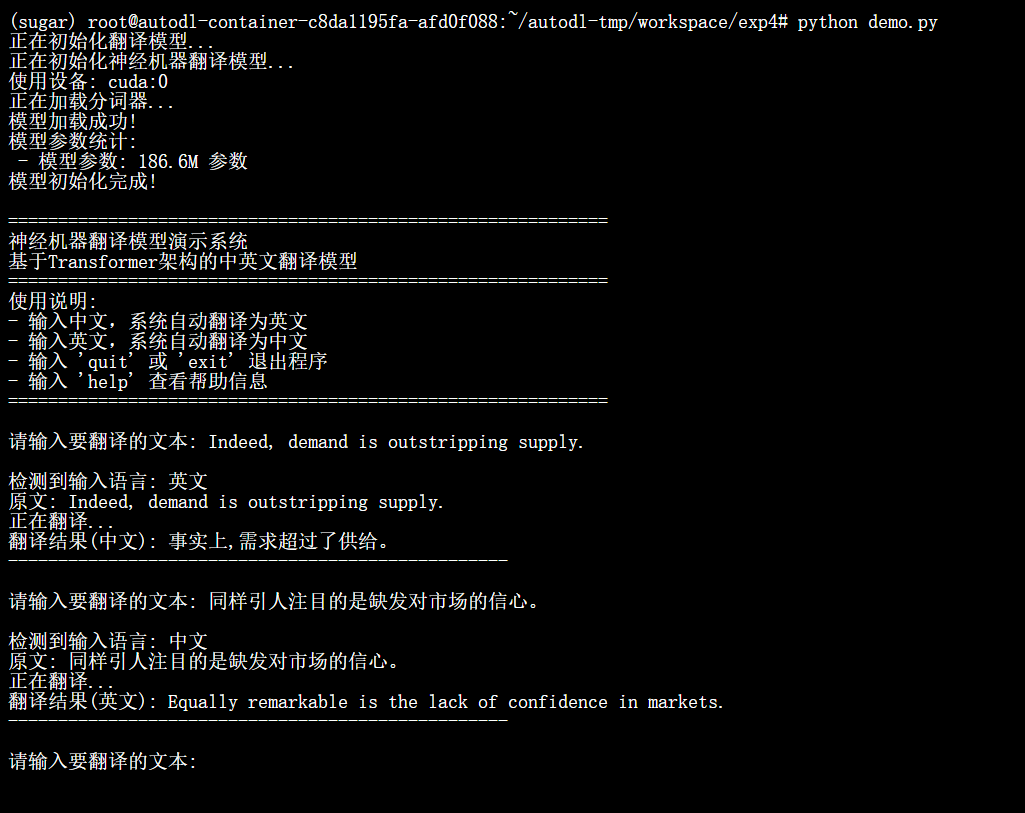 (sugar) root@autodl-container-c8da1195fa-afd0f088:~/autodl-tmp/workspace/exp4# python demo.py
正在初始化翻译模型...
正在初始化神经机器翻译模型...
使用设备: cuda:0
正在加载分词器...
模型加载成功!
模型参数统计:
 - 模型参数: 186.6M 参数
模型初始化完成!
============================================================
神经机器翻译模型演示系统
基于Transformer架构的中英文翻译模型
============================================================
使用说明:
- 输入中文，系统自动翻译为英文
- 输入英文，系统自动翻译为中文
- 输入 'quit' 或 'exit' 退出程序
- 输入 'help' 查看帮助信息
============================================================
请输入要翻译的文本: Indeed, demand is outstripping supply.
检测到输入语言: 英文
原文: Indeed, demand is outstripping supply.
正在翻译...
翻译结果(中文): 事实上,需求超过了供给。
--------------------------------------------------
请输入要翻译的文本: 同样引人注目的是缺发对市场的信心。
检测到输入语言: 中文
原文: 同样引人注目的是缺发对市场的信心。
正在翻译...
翻译结果(英文): Equally remarkable is the lack of confidence in markets.
--------------------------------------------------
请输入要翻译的文本: